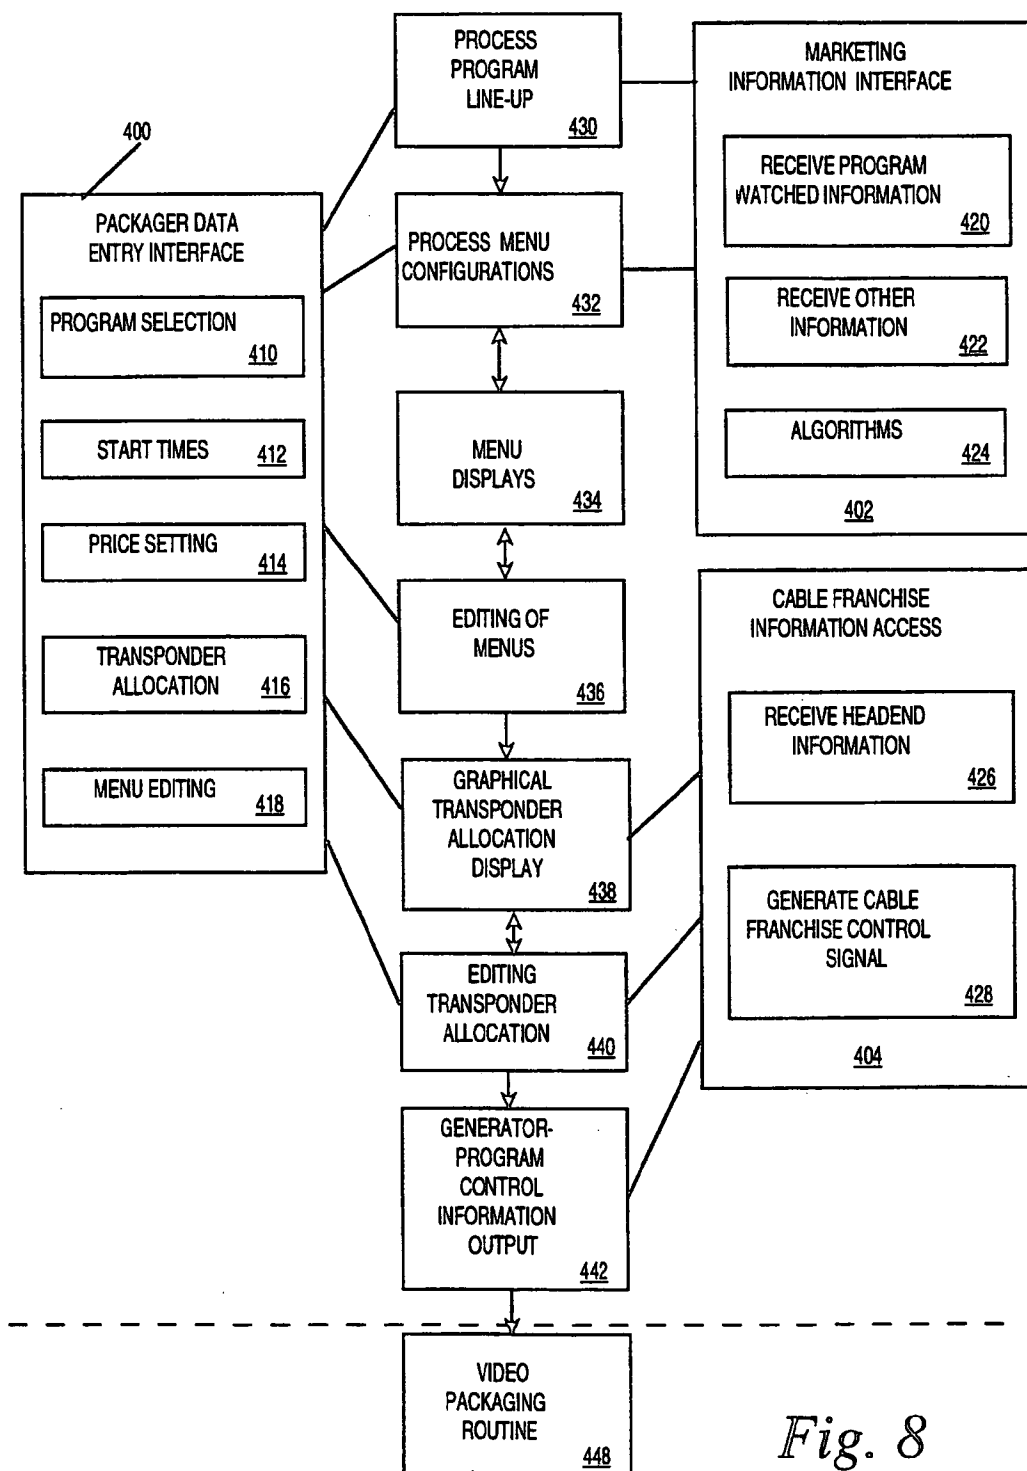 PROCESS
PROGRAM
LINE-UP
430
MARKETING
INFORMATION INTERFACE
RECEIVE PROGRAM
WATCHED INFORMATION
420
RECEIVE OTHER
INFORMATION
422
ALGORITHMS
424
402
400
PACKAGER DATA
ENTRY INTERFACE
PROGRAM SELECTION
410
START TIMES
412
PRICE SETTING
414
TRANSPONDER
ALLOCATION
416
MENU EDITING
418
PROCESS MENU
CONFIGURATIONS
432
MENU
DISPLAYS
434
EDITING OF
MENUS
436
GRAPHICAL
TRANSPONDER
ALLOCATION
DISPLAY
438
EDITING
TRANSPONDER
ALLOCATION
440
CABLE FRANCHISE
INFORMATION ACCESS
RECEIVE HEADEND
INFORMATION
426
GENERATE CABLE
FRANCHISE CONTROL
SIGNAL
428
404
GENERATOR-
PROGRAM
CONTROL
INFORMATION
OUTPUT
442
VIDEO
PACKAGING
ROUTINE
448
Fig. 8